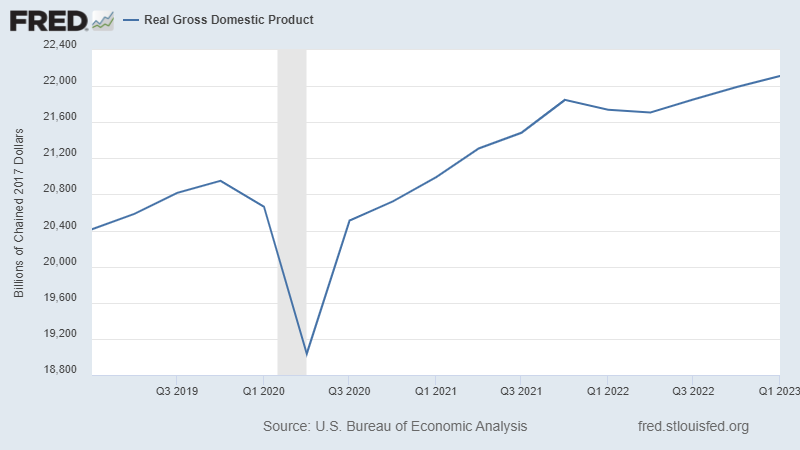 FRED
Real Gross Domestic Product
Billions of Chained 2017 Dollars
22,400
22,000
21,600
21,200
20,800
20,400
20,000
19,600
19,200
18,800
Q3 2019
Q1 2020
Q3 2020
Q1 2021
Q3 2021
Q1 2022
Q3 2022
Q1 2023
Source: U.S. Bureau of Economic Analysis
fred.stlouisfed.org